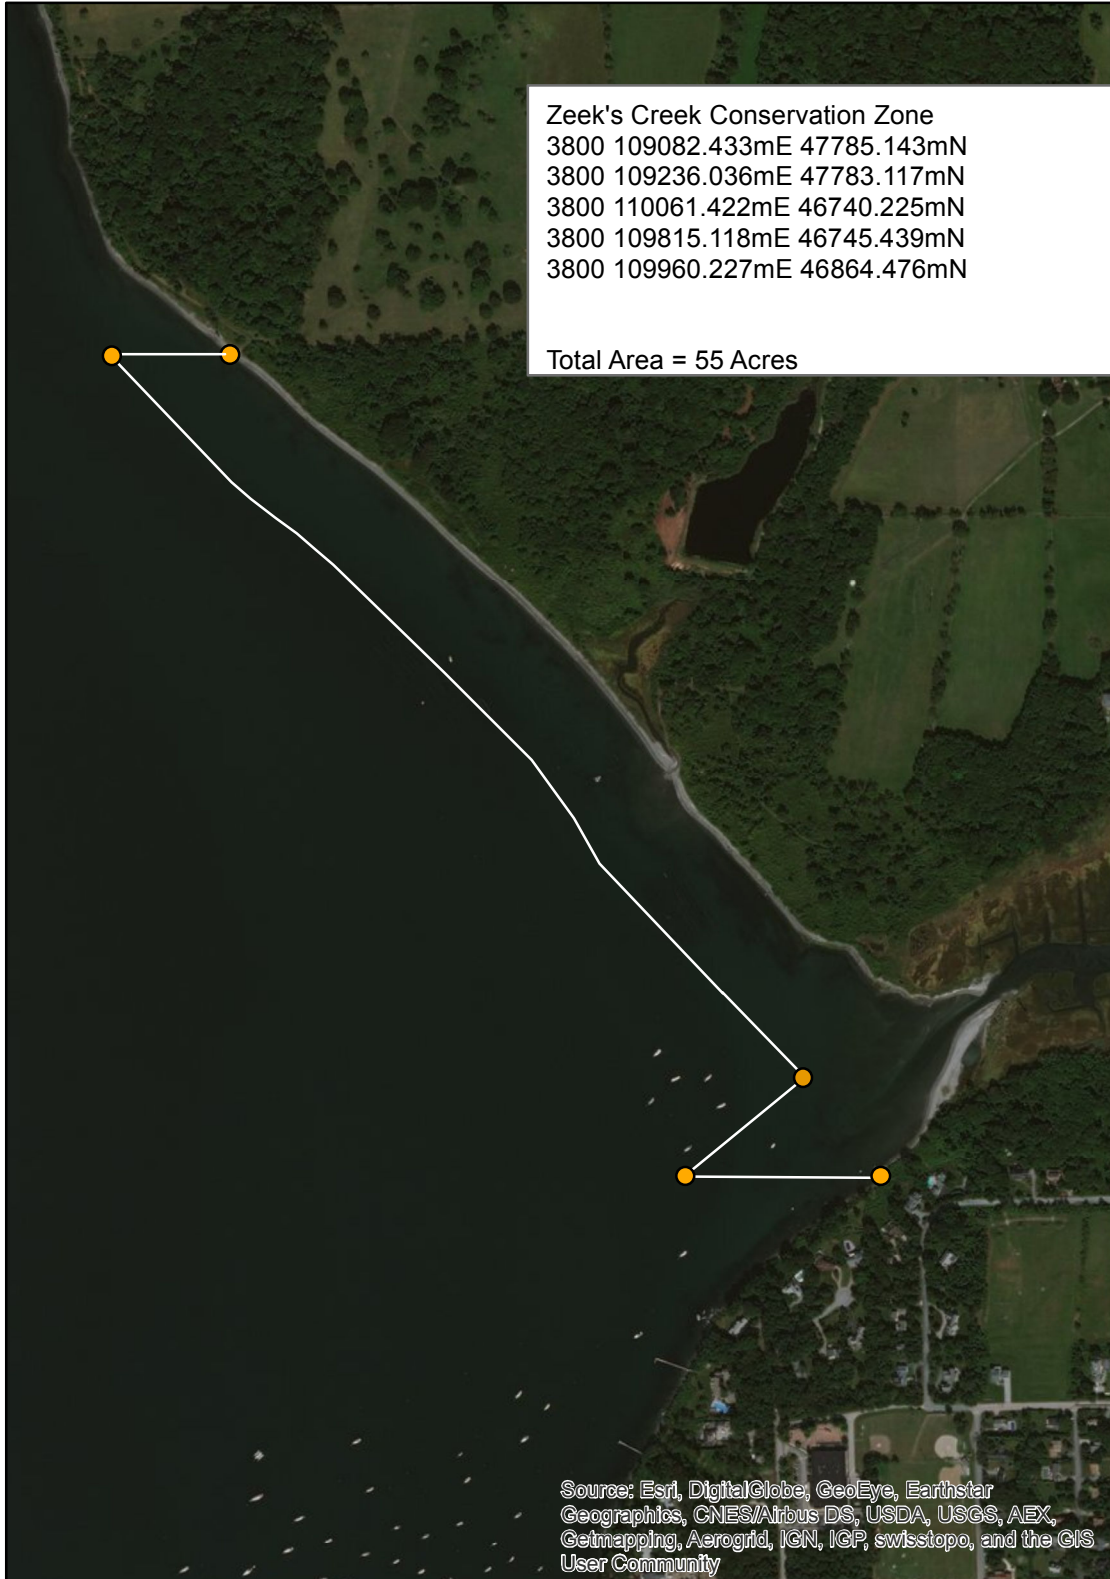 Zeek's Creek Conservation Zone
3800 109082.433mE 47785.143mN
3800 109236.036mE 47783.117mN
3800 110061.422mE 46740.225mN
3800 109815.118mE 46745.439mN
3800 109960.227mE 46864.476mN
Total Area = 55 Acres
Source: Esri, DigitalGlobe, GeoEye, Earthstar
Geographics, CNES/Airbus DS, USDA, USGS, AEX,
Getmapping, Aerogrid, IGN, IGP, swisstopo, and the GIS
User Community